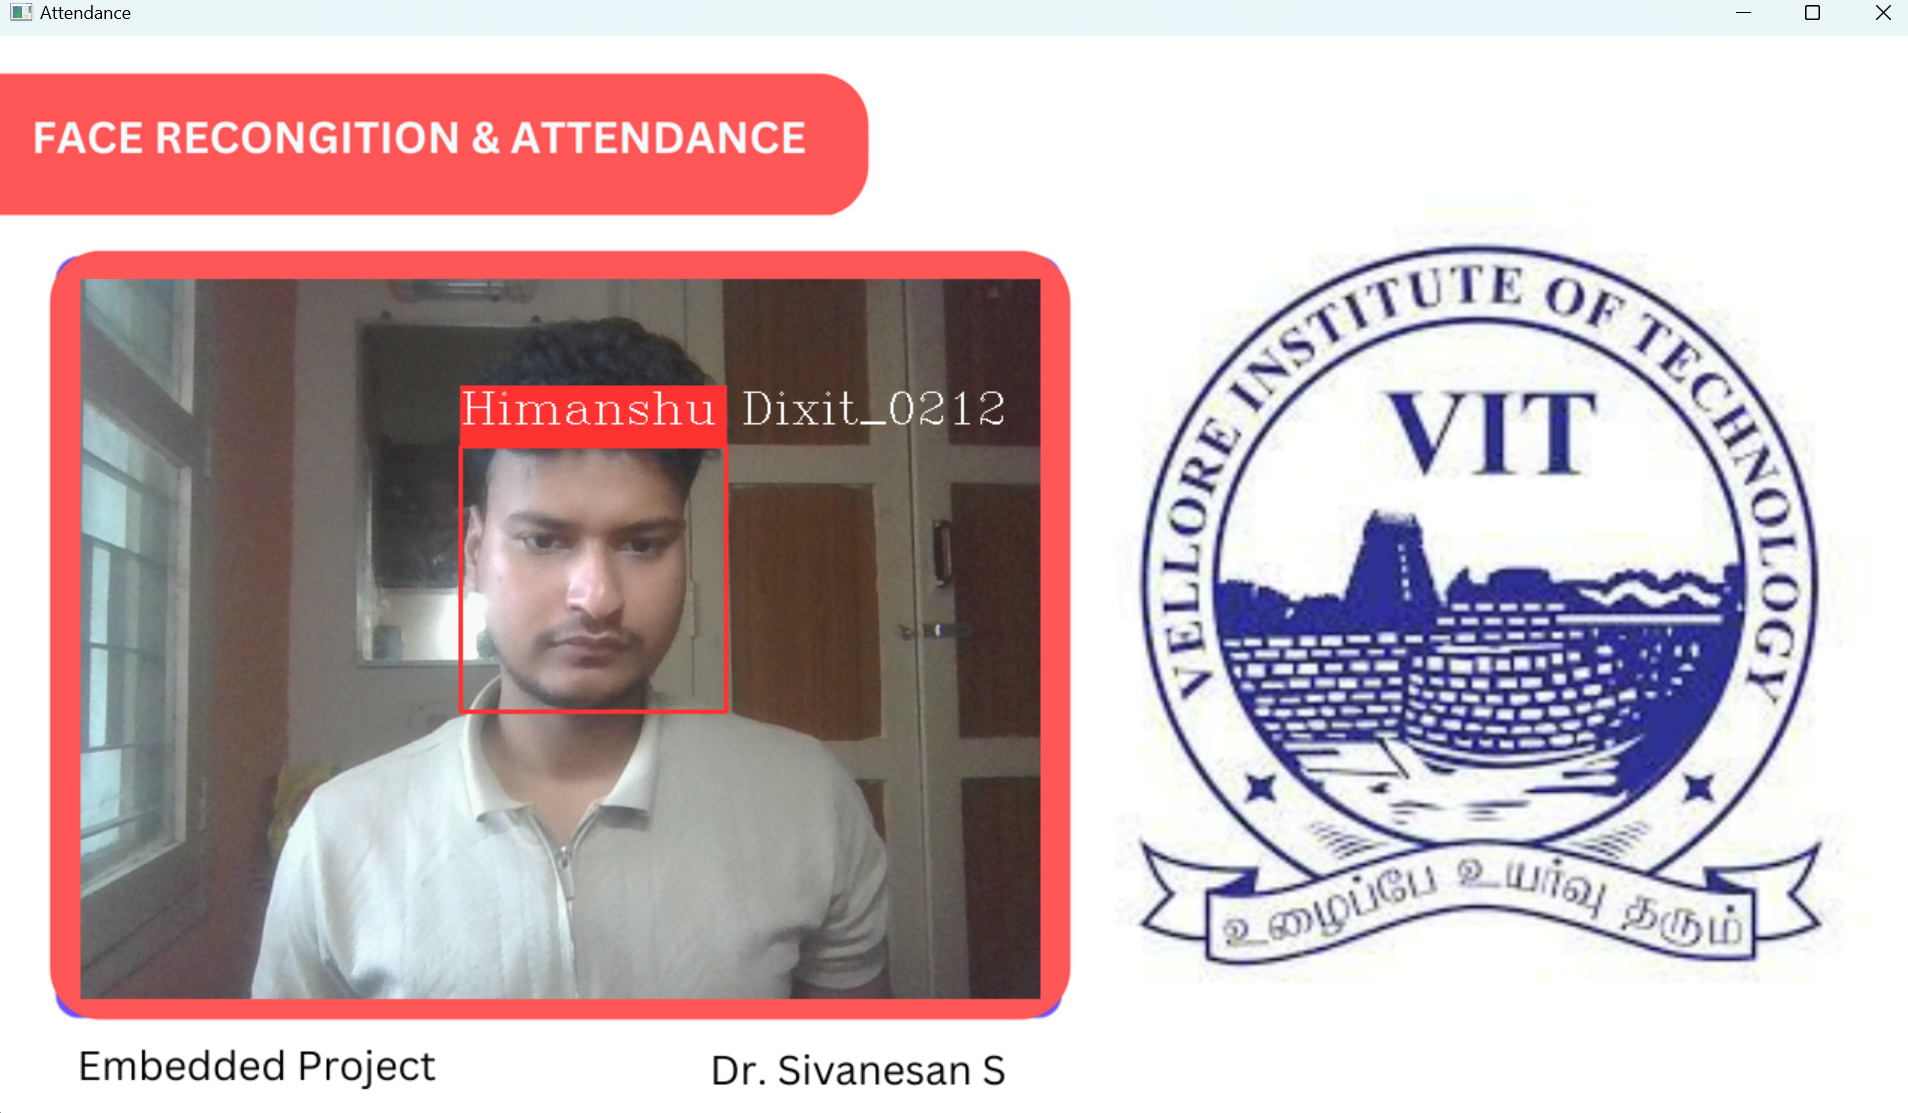 Attendance
FACE RECONGITION & ATTENDANCE
Himanshu Dixit_0212
VELLORE INSTITUTE OF TECHNOLOGY
VIT
உழைப்பே உயர்வு தரும்
Embedded Project
Dr. Sivanesan S